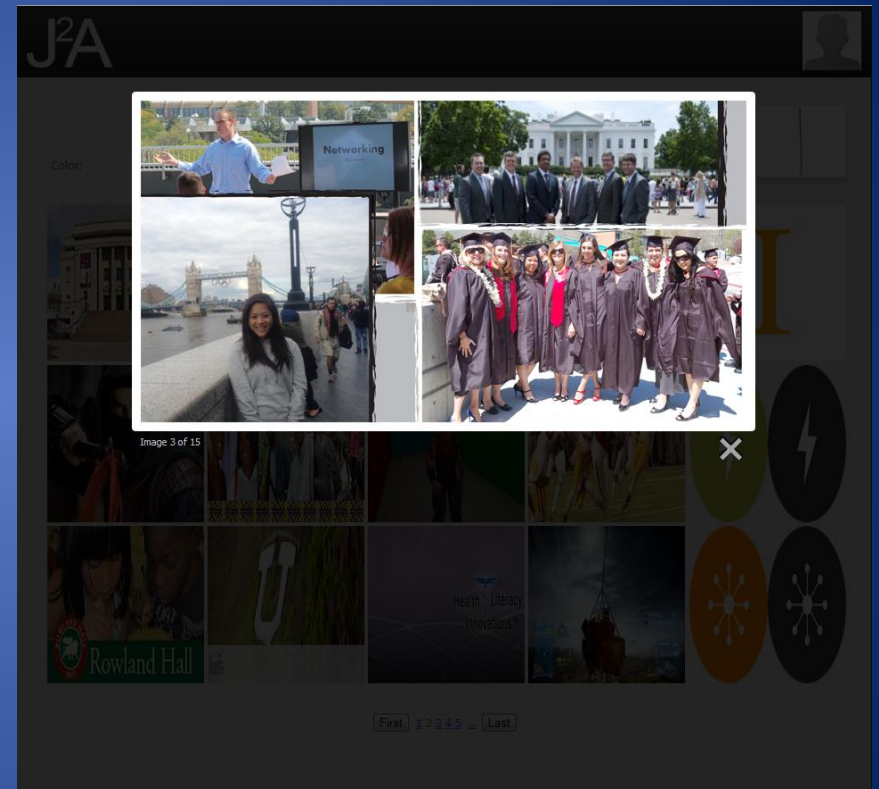 J²A
Color:
Networking
Image 3 of 15
Health Literacy
Innovations
Rowland Hall
First 1 2 3 4 5 ... Last